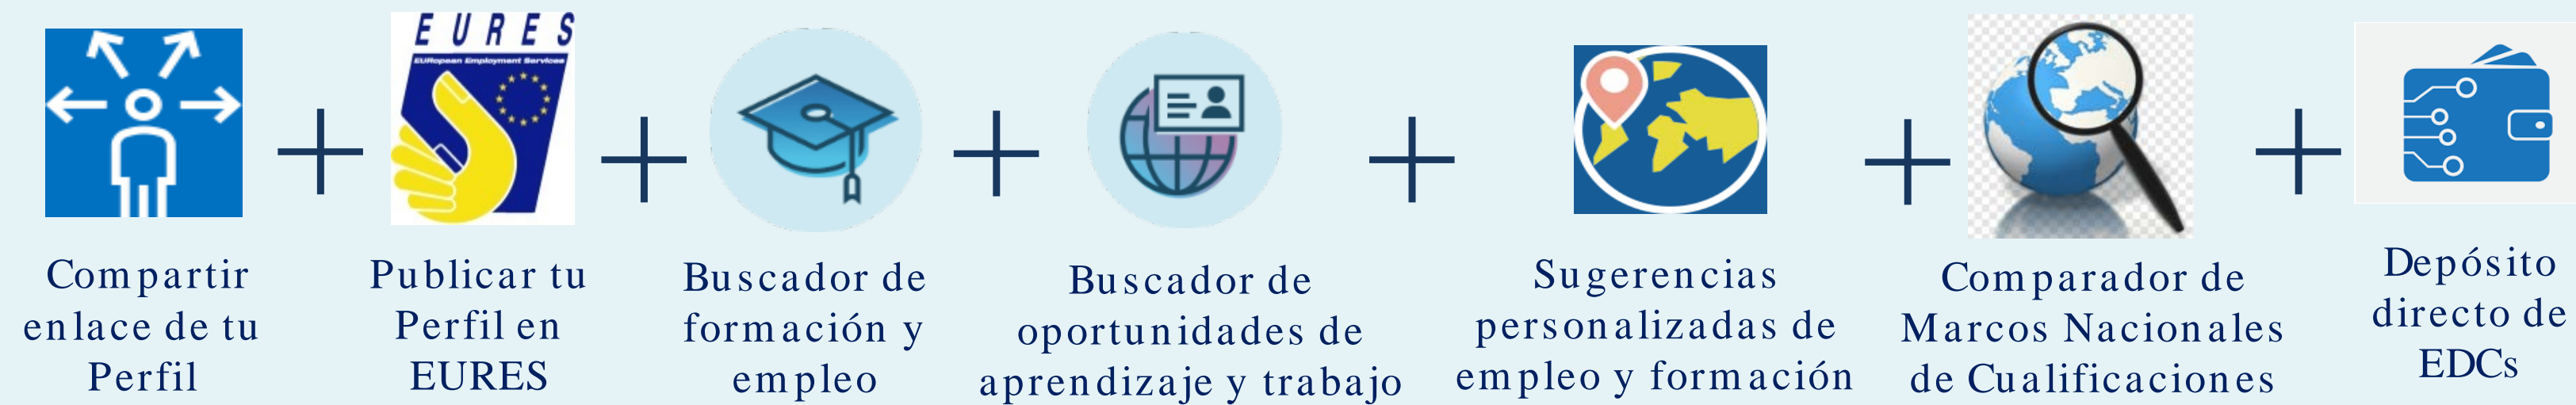 EURES
EURopean Employment Services
Compartir
enlace de tu
Perfil
Publicar tu
Perfil en
EURES
Buscador de
formación y
empleo
Buscador de
oportunidades de
aprendizaje y trabajo
Sugerencias
personalizadas de
empleo y formación
Comparador de
Marcos Nacionales
de Cualificaciones
Depósito
directo de
EDCs